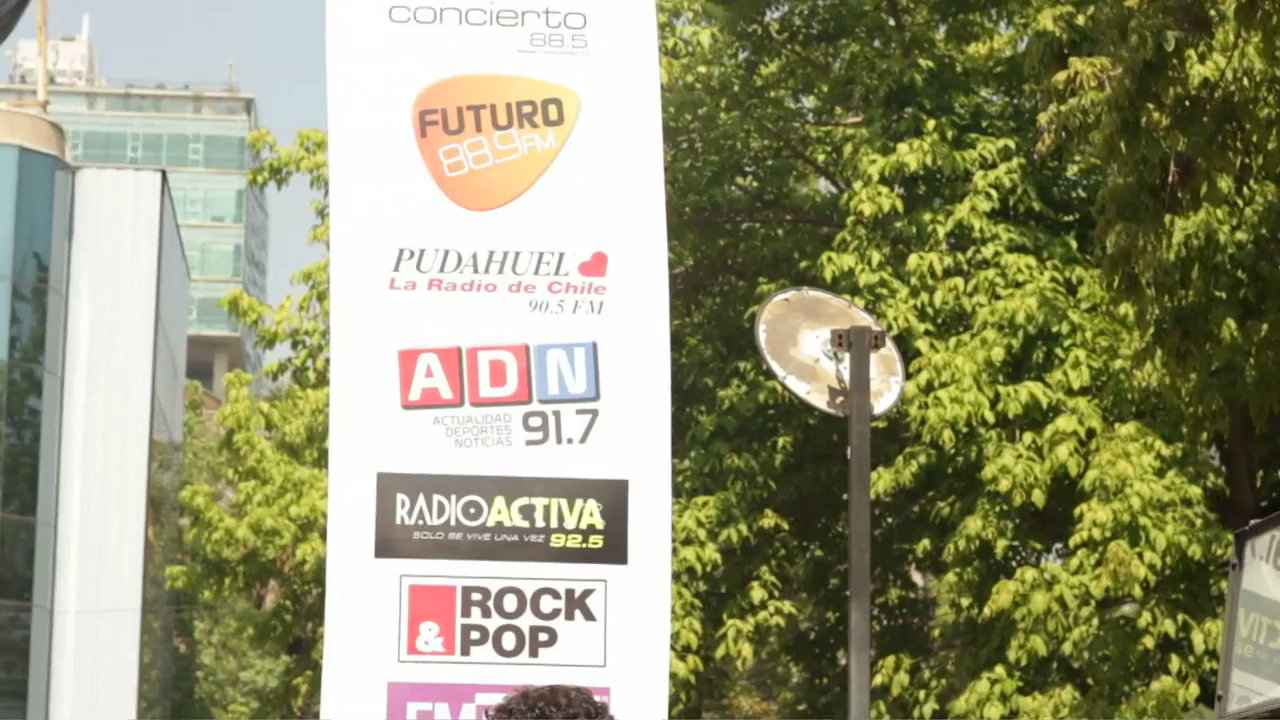 concierto
88.5
FUTURO
88.9FM
PUDAHUEL
La Radio de Chile
90.5 FM
ADN
ACTUALIDAD
DEPORTES
NOTICIAS
91.7
RADIOACTIVA
SOLO SE VIVE UNA VEZ 92.5
ROCK
& POP
FM